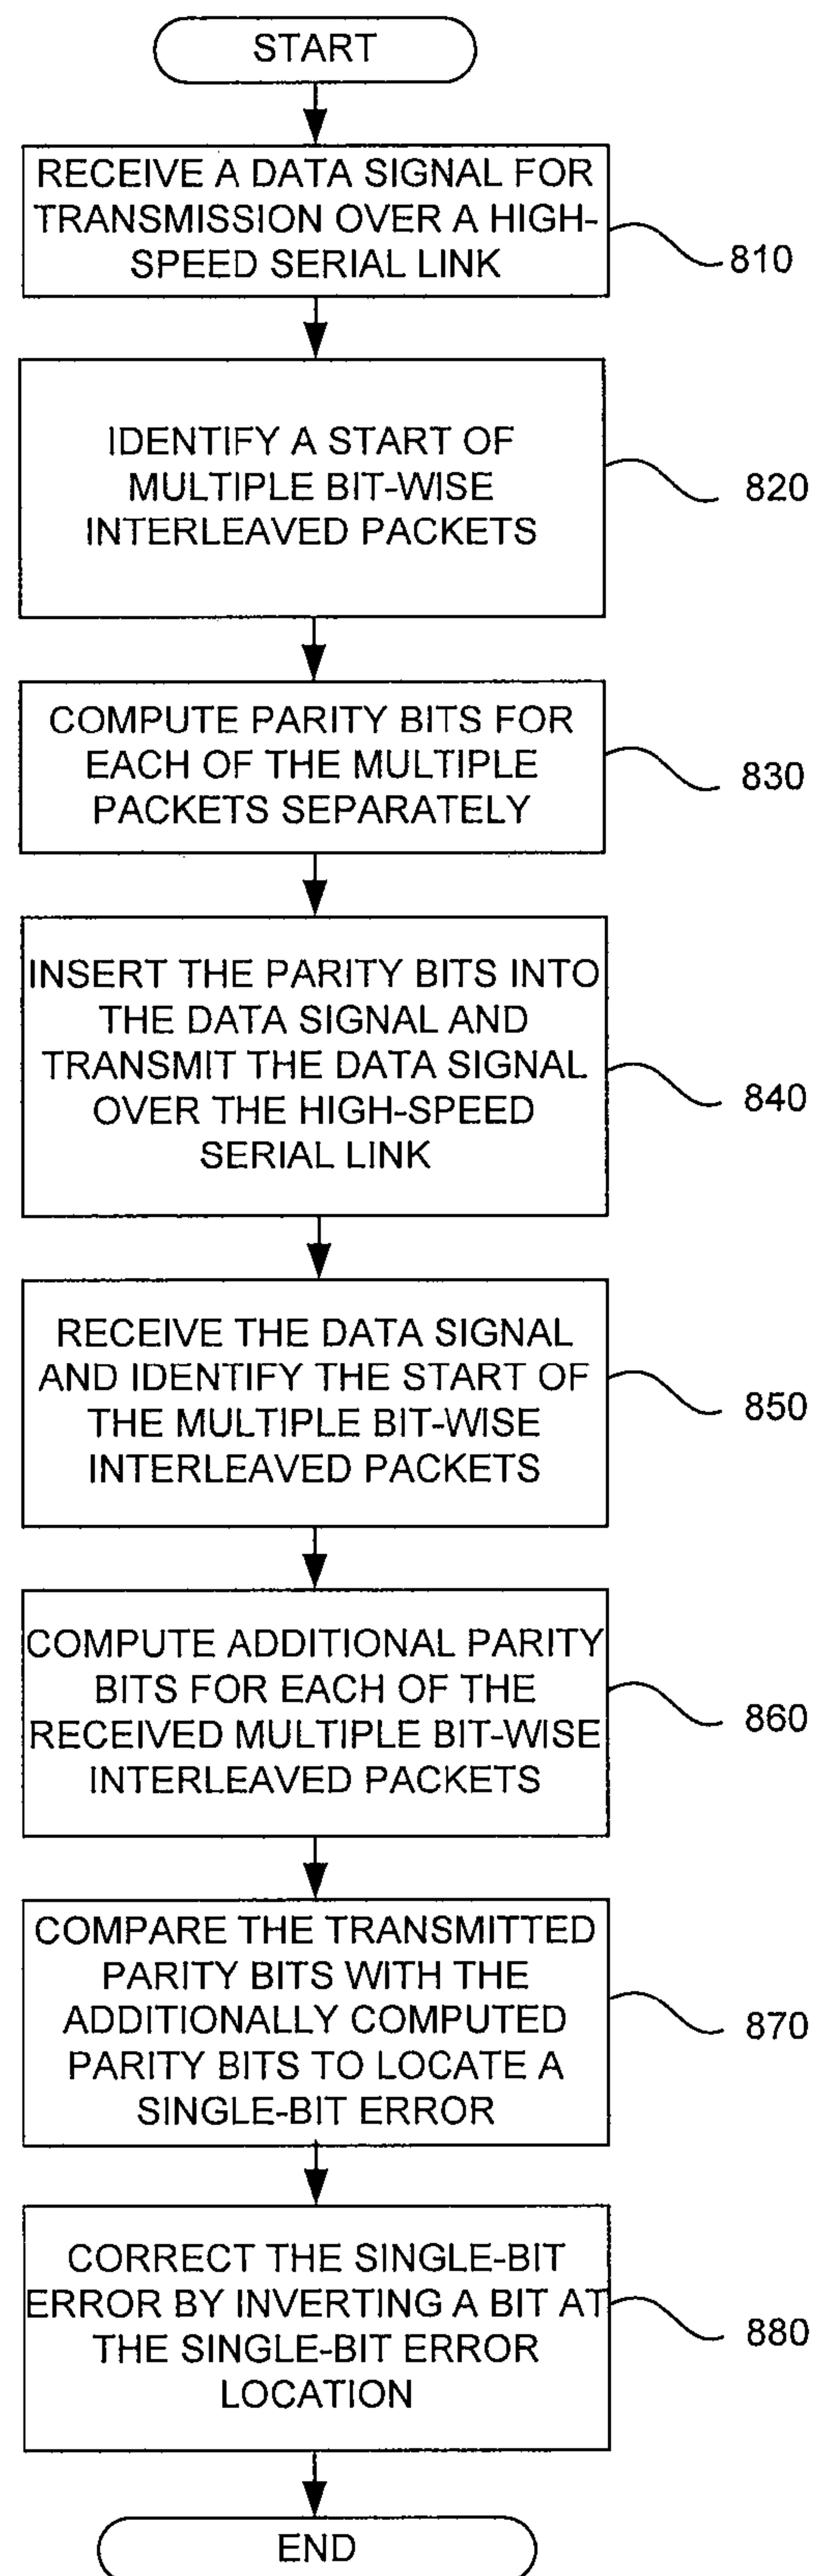 START
RECEIVE A DATA SIGNAL FOR
TRANSMISSION OVER A HIGH-
SPEED SERIAL LINK
810
IDENTIFY A START OF
MULTIPLE BIT-WISE
INTERLEAVED PACKETS
820
COMPUTE PARITY BITS FOR
EACH OF THE MULTIPLE
PACKETS SEPARATELY
830
INSERT THE PARITY BITS INTO
THE DATA SIGNAL AND
TRANSMIT THE DATA SIGNAL
OVER THE HIGH-SPEED
SERIAL LINK
840
RECEIVE THE DATA SIGNAL
AND IDENTIFY THE START OF
THE MULTIPLE BIT-WISE
INTERLEAVED PACKETS
850
COMPUTE ADDITIONAL PARITY
BITS FOR EACH OF THE
RECEIVED MULTIPLE BIT-WISE
INTERLEAVED PACKETS
860
COMPARE THE TRANSMITTED
PARITY BITS WITH THE
ADDITIONALLY COMPUTED
PARITY BITS TO LOCATE A
SINGLE-BIT ERROR
870
CORRECT THE SINGLE-BIT
ERROR BY INVERTING A BIT AT
THE SINGLE-BIT ERROR
LOCATION
880
END